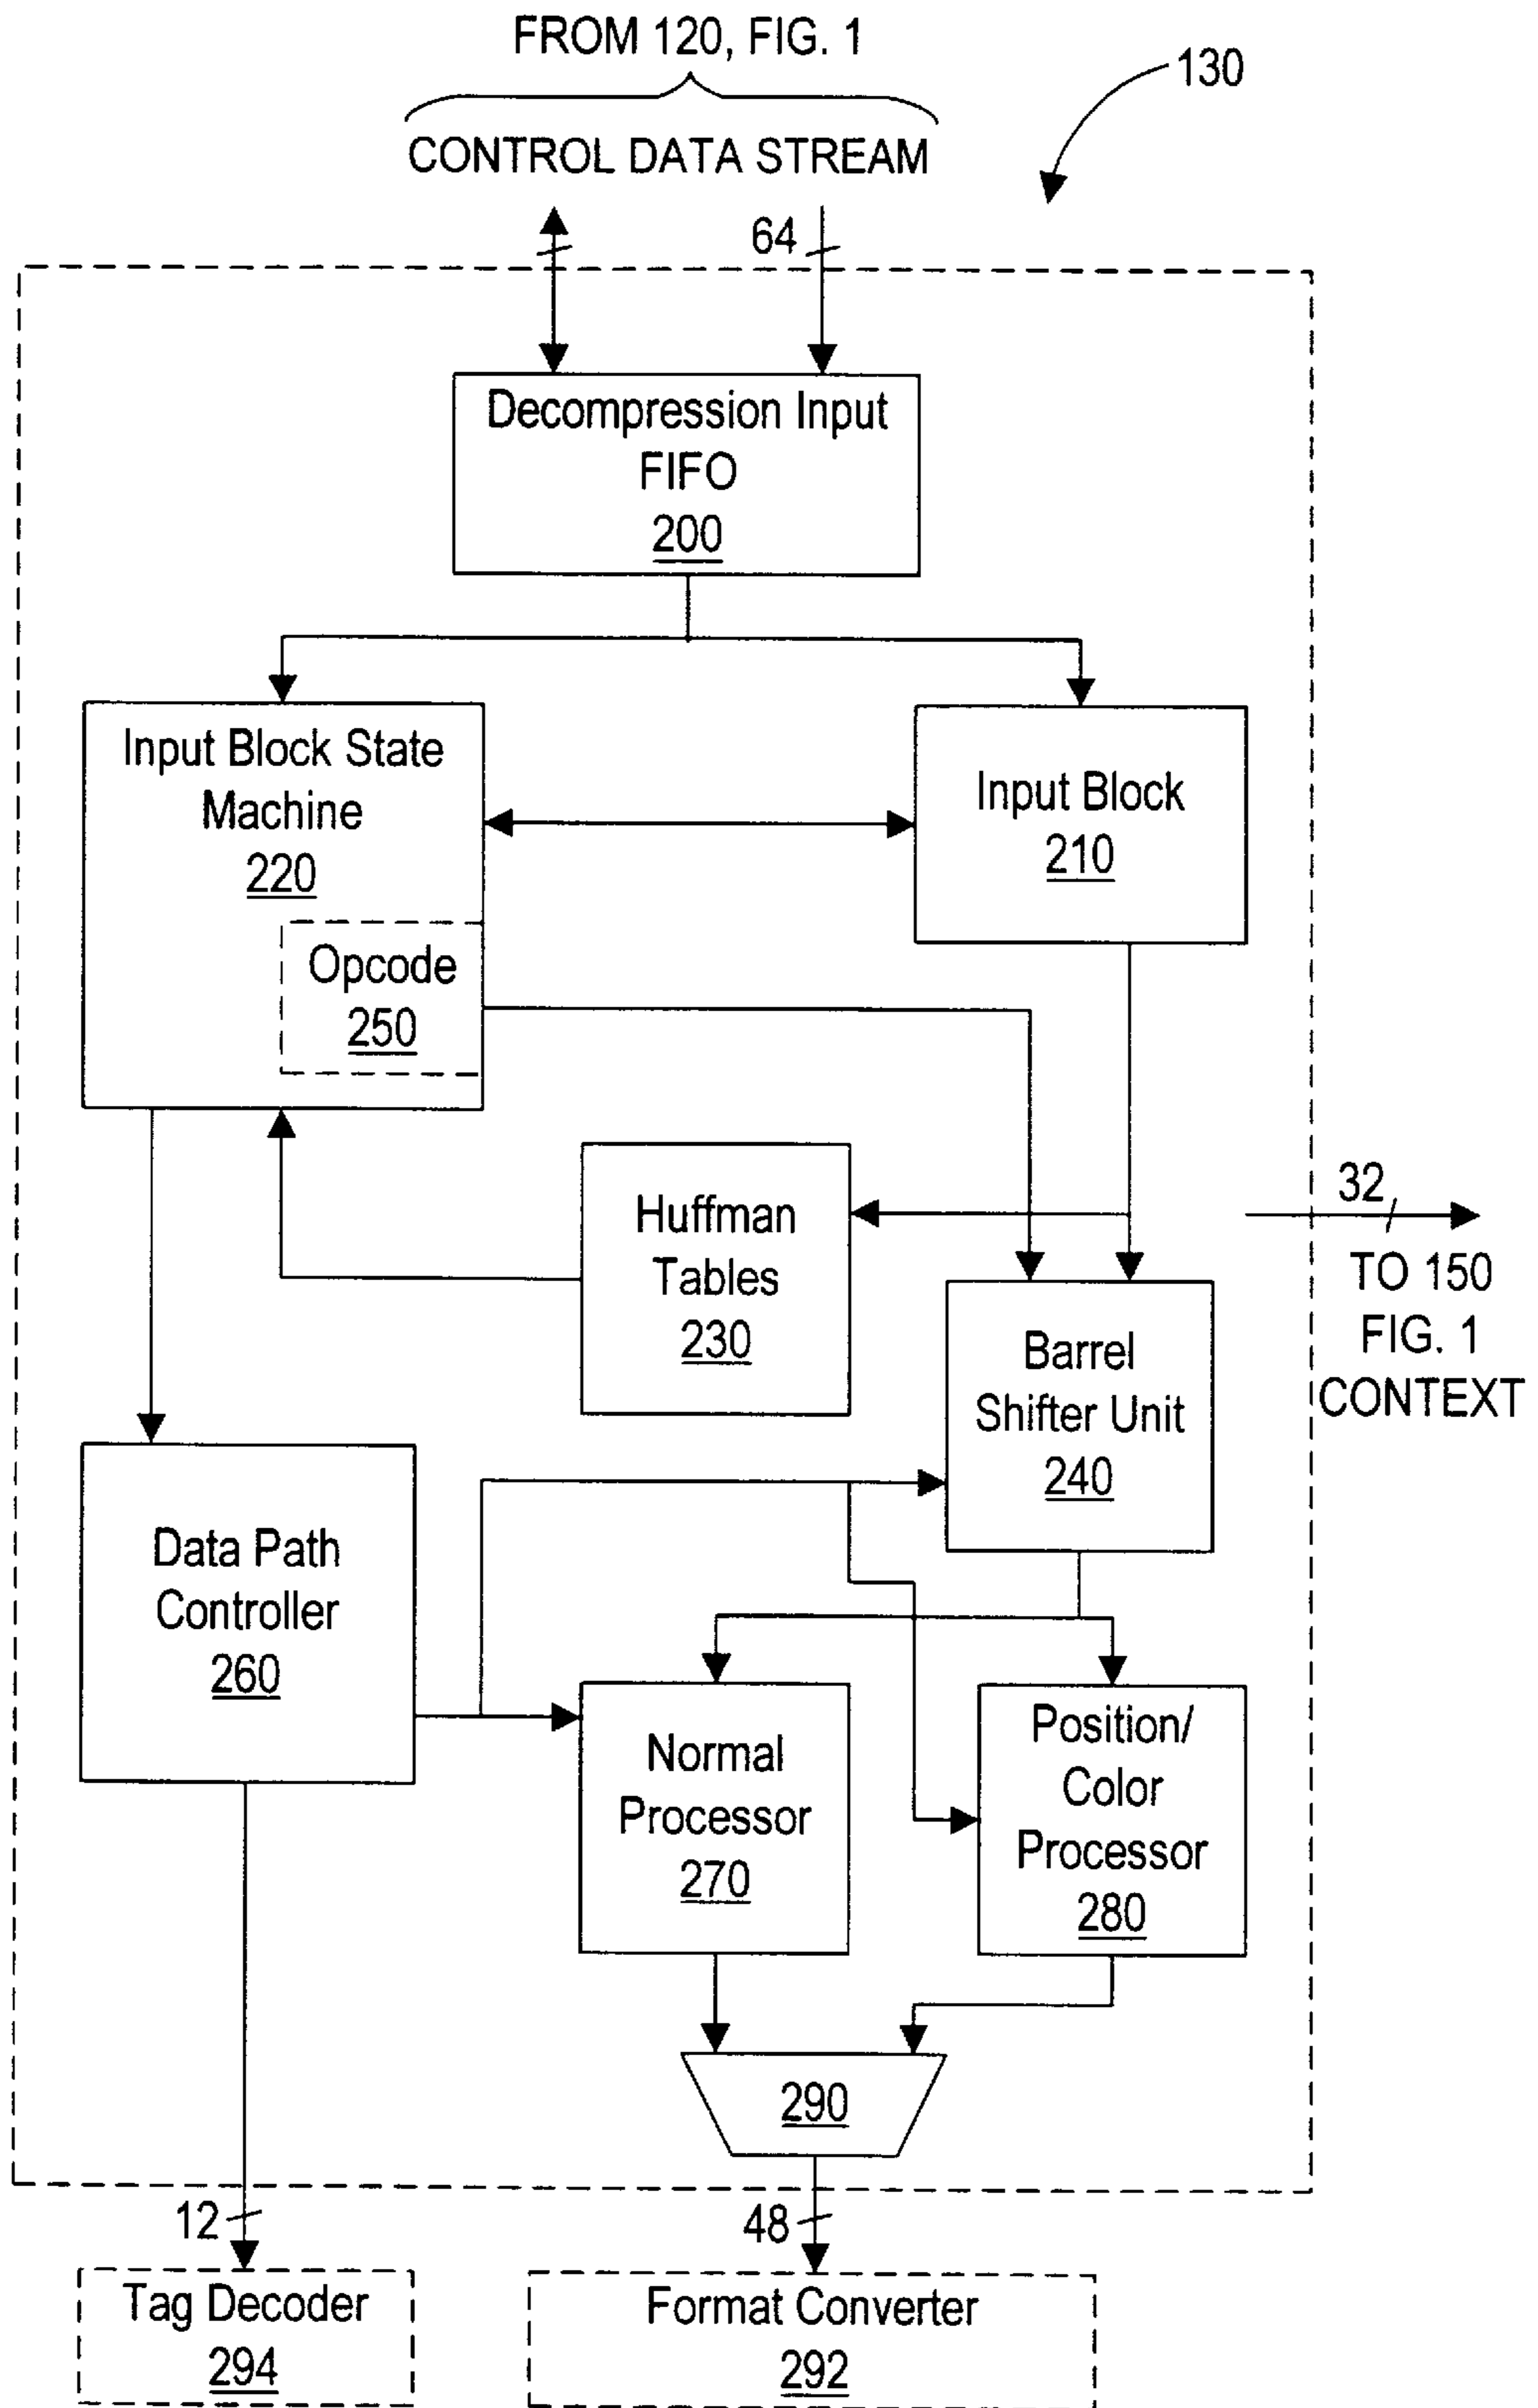 FROM 120, FIG. 1
130
CONTROL DATA STREAM
64
Decompression Input
FIFO
200
Input Block State
Machine
220
Input Block
210
Opcode
250
Huffman
Tables
230
32
TO 150
FIG. 1
CONTEXT
Barrel
Shifter Unit
240
Data Path
Controller
260
Normal
Processor
270
Position/
Color
Processor
280
290
12
48
Tag Decoder
294
Format Converter
292